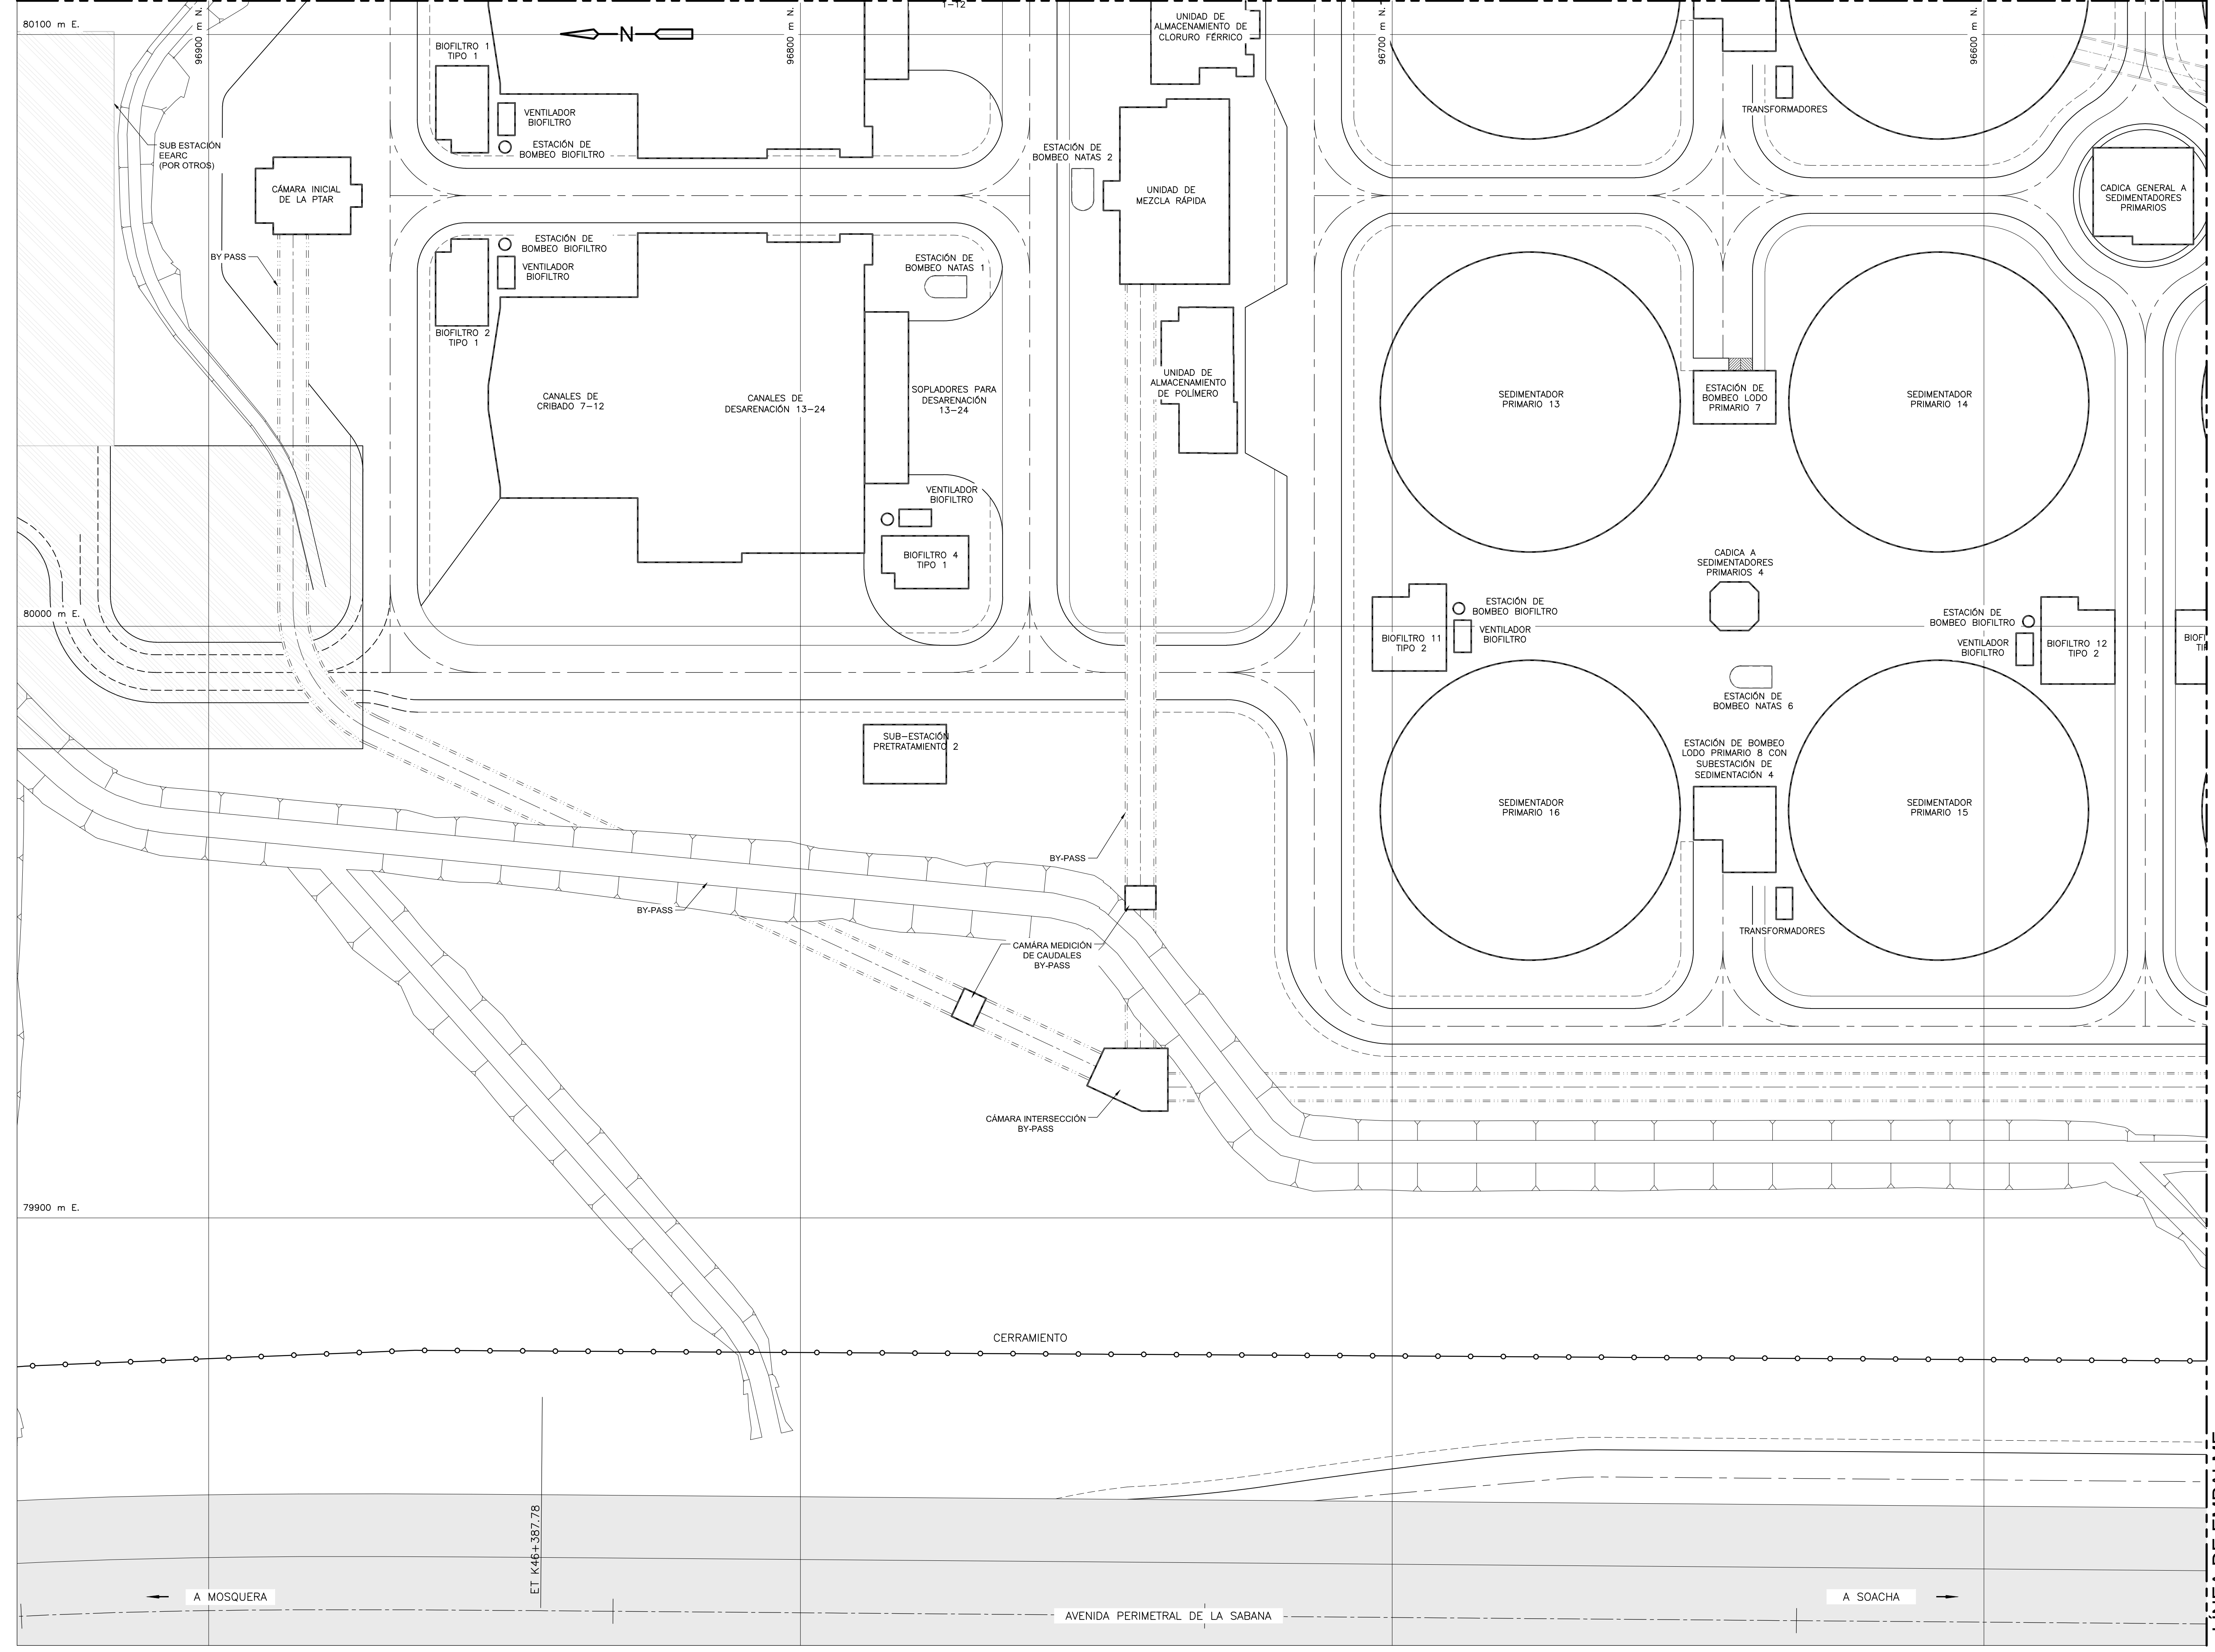 80100 m E.
96900 m N.
N
96800 m N.
1-12
UNIDAD DE
ALMACENAMIENTO DE
CLORURO FÉRRICO
96700 m N.
96600 m N.
BIOFILTRO 1
TIPO 1
VENTILADOR
BIOFILTRO
ESTACIÓN DE
BOMBEO BIOFILTRO
TRANSFORMADORES
SUB ESTACIÓN
EEARC
(POR OTROS)
ESTACIÓN DE
BOMBEO NATAS 2
CÁMARA INICIAL
DE LA PTAR
UNIDAD DE
MEZCLA RÁPIDA
CADICA GENERAL A
SEDIMENTADORES
PRIMARIOS
BY PASS
ESTACIÓN DE
BOMBEO BIOFILTRO
VENTILADOR
BIOFILTRO
ESTACIÓN DE
BOMBEO NATAS 1
BIOFILTRO 2
TIPO 1
CANALES DE
CRIBADO 7-12
CANALES DE
DESARENACIÓN 13-24
SOPLADORES PARA
DESARENACIÓN
13-24
UNIDAD DE
ALMACENAMIENTO
DE POLÍMERO
SEDIMENTADOR
PRIMARIO 13
ESTACIÓN DE
BOMBEO LODO
PRIMARIO 7
SEDIMENTADOR
PRIMARIO 14
VENTILADOR
BIOFILTRO
BIOFILTRO 4
TIPO 1
CADICA A
SEDIMENTADORES
PRIMARIOS 4
80000 m E.
ESTACIÓN DE
BOMBEO BIOFILTRO
VENTILADOR
BIOFILTRO
BIOFILTRO 11
TIPO 2
ESTACIÓN DE
BOMBEO BIOFILTRO
VENTILADOR
BIOFILTRO
BIOFILTRO 12
TIPO 2
ESTACIÓN DE
BOMBEO NATAS 6
SUB-ESTACIÓN
PRETRATAMIENTO 2
ESTACIÓN DE BOMBEO
LODO PRIMARIO 8 CON
SUBESTACIÓN DE
SEDIMENTACIÓN 4
SEDIMENTADOR
PRIMARIO 16
SEDIMENTADOR
PRIMARIO 15
BY-PASS
BY-PASS
TRANSFORMADORES
CAMÁRA MEDICIÓN
DE CAUDALES
BY-PASS
CÁMARA INTERSECCIÓN
BY-PASS
79900 m E.
CERRAMIENTO
ET K46+387.78
A MOSQUERA
AVENIDA PERIMETRAL DE LA SABANA
A SOACHA